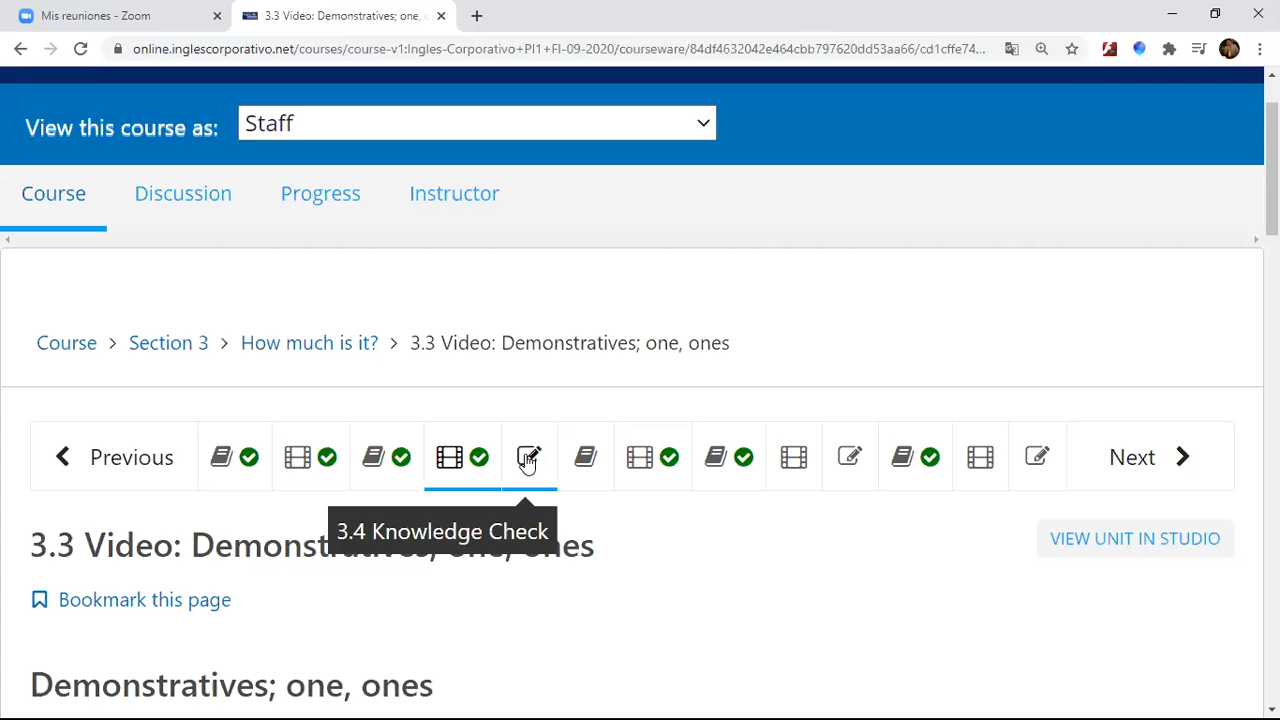 Mis reuniones - Zoom
3.3 Video: Demonstratives; one,
online.inglescorporativo.net/courses/course-v1:Ingles-Corporativo+PI1+FI-09-2020/courseware/84df4632042e464cbb797620dd53aa66/cd1cffe74...
View this course as:
Staff
Course
Discussion
Progress
Instructor
Course > Section 3 > How much is it? > 3.3 Video: Demonstratives; one, ones
Previous
Next
3.4 Knowledge Check
3.3 Video: Demonstratives; one, ones
VIEW UNIT IN STUDIO
Bookmark this page
Demonstratives; one, ones